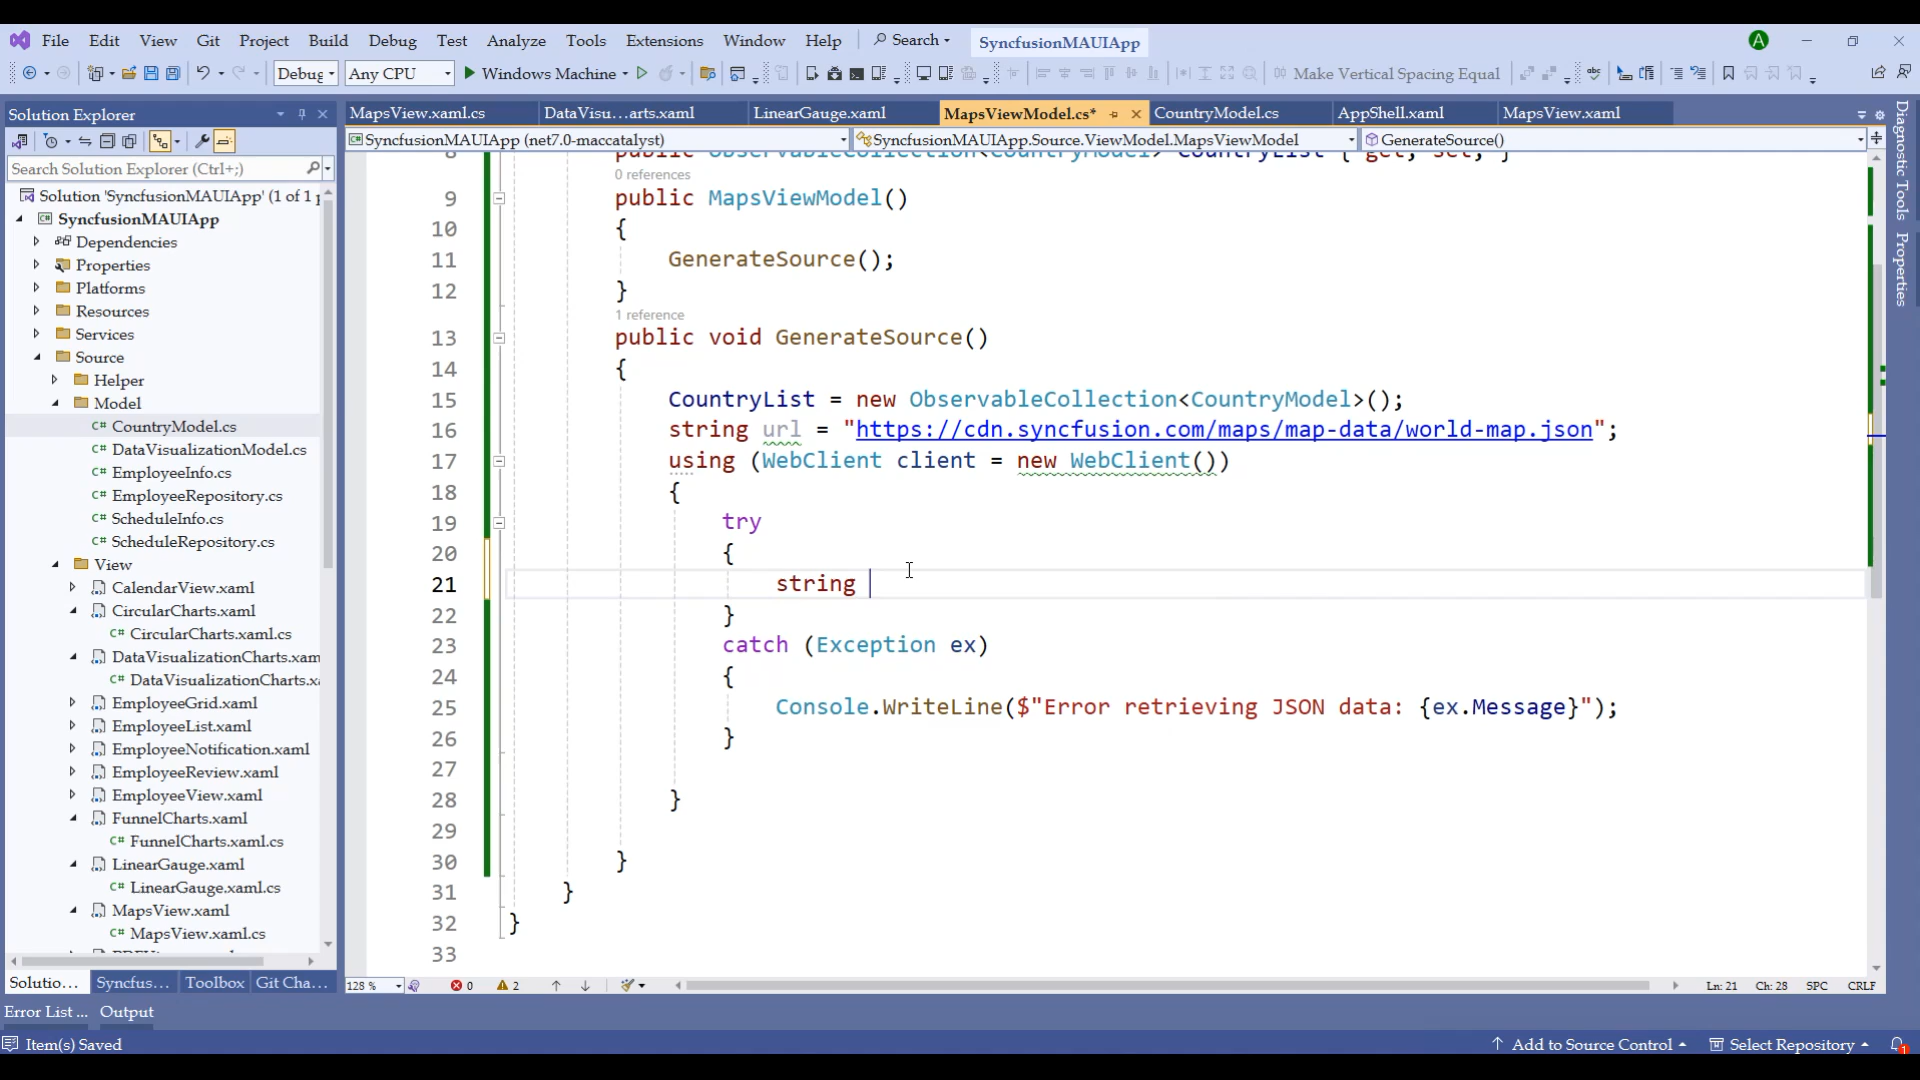 File Edit View Git Project Build Debug Test Analyze Tools Extensions Window Help Search SyncfusionMAUIApp A
Debug Any CPU Windows Machine Make Vertical Spacing Equal
Solution Explorer
Search Solution Explorer (Ctrl+;)
Solution 'SyncfusionMAUIApp' (1 of 1 p
SyncfusionMAUIApp
Dependencies
Properties
Platforms
Resources
Services
Source
Helper
Model
C# CountryModel.cs
C# DataVisualizationModel.cs
C# EmployeeInfo.cs
C# EmployeeRepository.cs
C# ScheduleInfo.cs
C# ScheduleRepository.cs
View
CalendarView.xaml
CircularCharts.xaml
C# CircularCharts.xaml.cs
DataVisualizationCharts.xam
C# DataVisualizationCharts.x
EmployeeGrid.xaml
EmployeeList.xaml
EmployeeNotification.xaml
EmployeeReview.xaml
EmployeeView.xaml
FunnelCharts.xaml
C# FunnelCharts.xaml.cs
LinearGauge.xaml
C# LinearGauge.xaml.cs
MapsView.xaml
C# MapsView.xaml.cs
Solutio... Syncfus... Toolbox Git Cha...
MapsView.xaml.cs DataVisu...arts.xaml LinearGauge.xaml MapsViewModel.cs* CountryModel.cs AppShell.xaml MapsView.xaml
SyncfusionMAUIApp (net7.0-maccatalyst) SyncfusionMAUIApp.Source.ViewModel.MapsViewModel GenerateSource()
8 public ObservableCollection<CountryModel> CountryList { get; set; }
0 references
9 public MapsViewModel()
10 {
11 GenerateSource();
12 }
1 reference
13 public void GenerateSource()
14 {
15 CountryList = new ObservableCollection<CountryModel>();
16 string url = "https://cdn.syncfusion.com/maps/map-data/world-map.json";
17 using (WebClient client = new WebClient())
18 {
19 try
20 {
21 string
22 }
23 catch (Exception ex)
24 {
25 Console.WriteLine($"Error retrieving JSON data: {ex.Message}");
26 }
27
28 }
29
30 }
31 }
32 }
33
128 % 0 2 Ln: 21 Ch: 28 SPC CRLF
Diagnostic Tools
Properties
Error List ... Output
Item(s) Saved Add to Source Control Select Repository 1